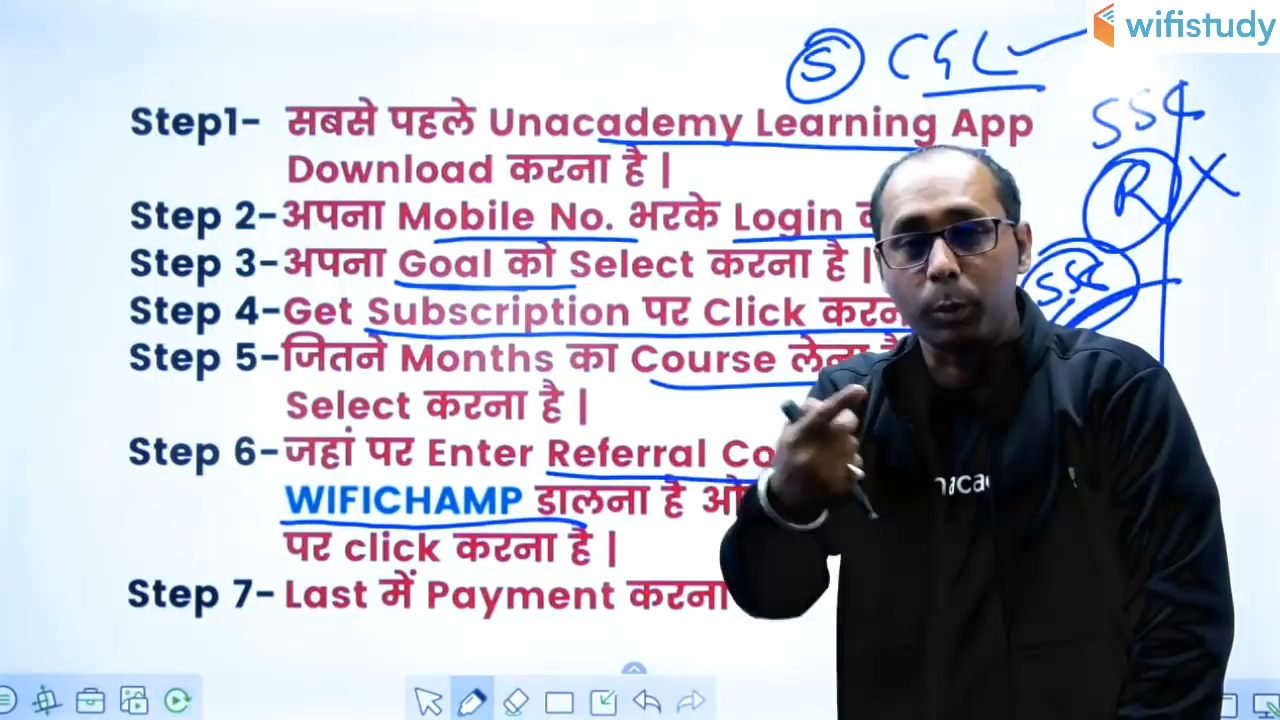 wifistudy
S CGL
SSC
R X
SSC
Step1- सबसे पहले Unacademy Learning App
Download करना है |
Step 2-अपना Mobile No. भरके Login
Step 3-अपना Goal को Select करना है |
Step 4-Get Subscription पर Click
Step 5-जितने Months का Course लेना
Select करना है |
Step 6-जहां पर Enter Referral
WIFICHAMP डालना है
पर click करना है |
Step 7- Last में Payment करना